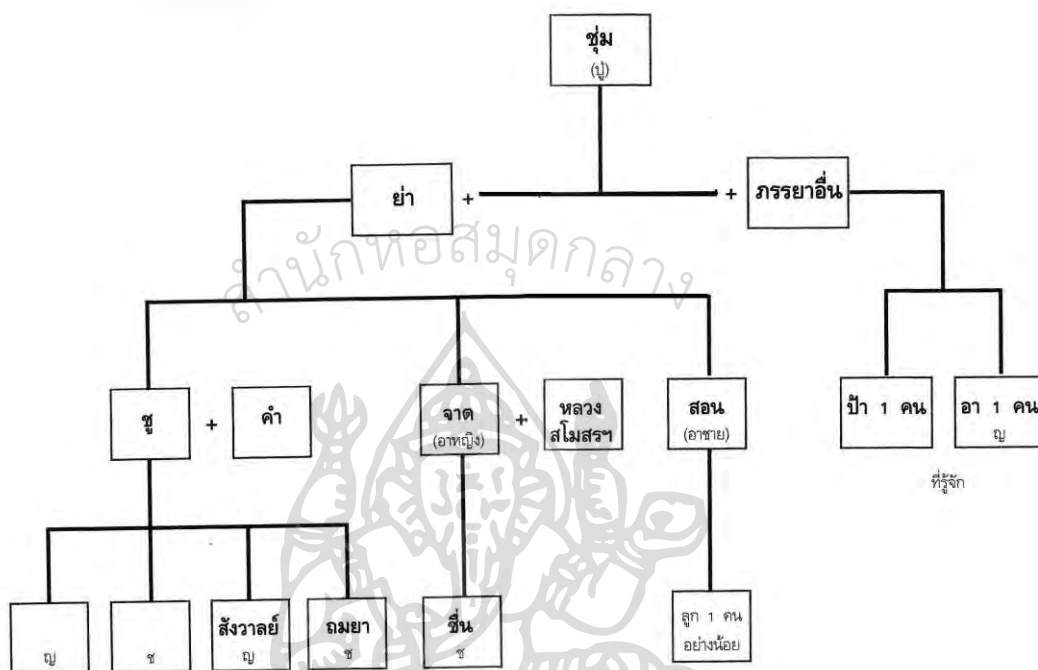 ชุ่ม
(ปู่)
ย่า
+
+
ภรรยาอื่น
สำนักหอสมุดกลาง
ชู
+
คำ
จาด
(อาหญิง)
+
หลวง
สโมสรฯ
สอน
(อาชาย)
ป้า 1 คน
อา 1 คน
ญ
ที่รู้จัก
ญ
ช
สังวาลย์
ญ
ถมยา
ช
ชื่น
ช
ลูก 1 คน
อย่างน้อย